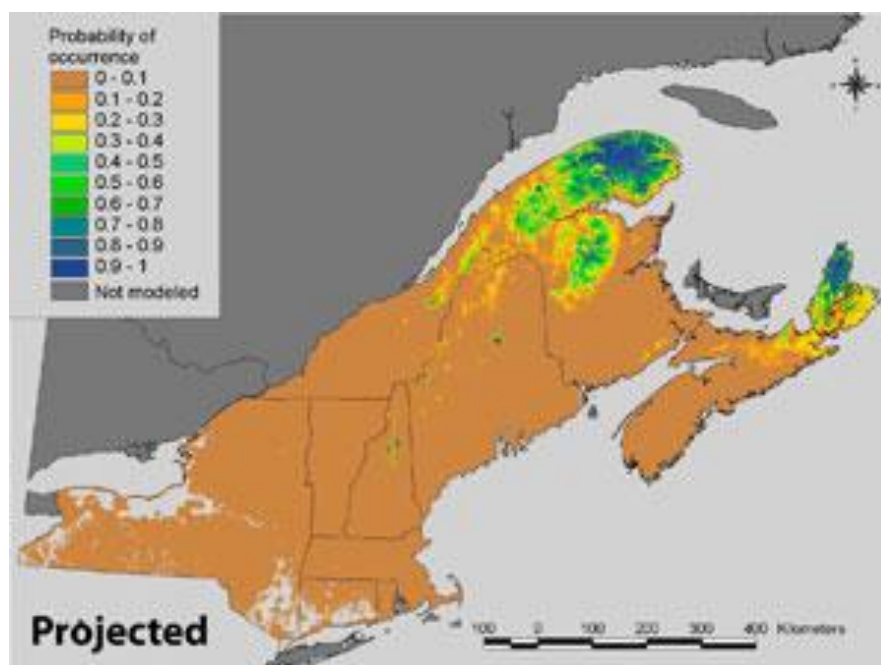 Probability of
occurrence
0 - 0.1
0.1 - 0.2
0.2 - 0.3
0.3 - 0.4
0.4 - 0.5
0.5 - 0.6
0.6 - 0.7
0.7 - 0.8
0.8 - 0.9
0.9 - 1
Not modeled
Projected
100 0 100 200 300 400 Kilometers